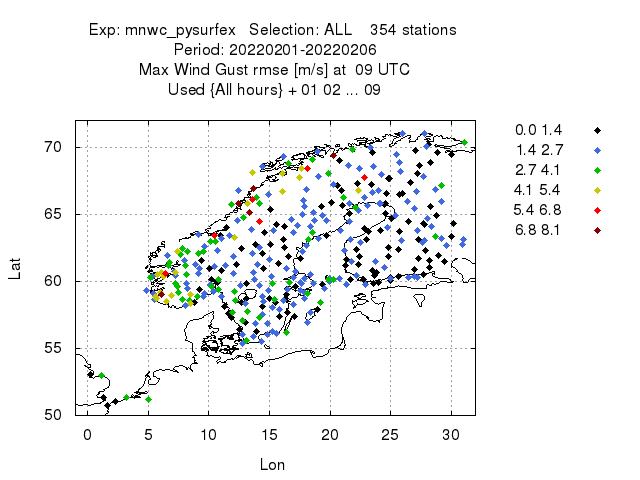 Exp: mnwc_pysurfex   Selection: ALL    354 stations
Period: 20220201-20220206
Max Wind Gust rmse [m/s] at  09 UTC
Used {All hours} + 01 02 ... 09
0.0 1.4
1.4 2.7
2.7 4.1
4.1 5.4
5.4 6.8
6.8 8.1
70
65
60
55
50
Lat
0 5 10 15 20 25 30
Lon